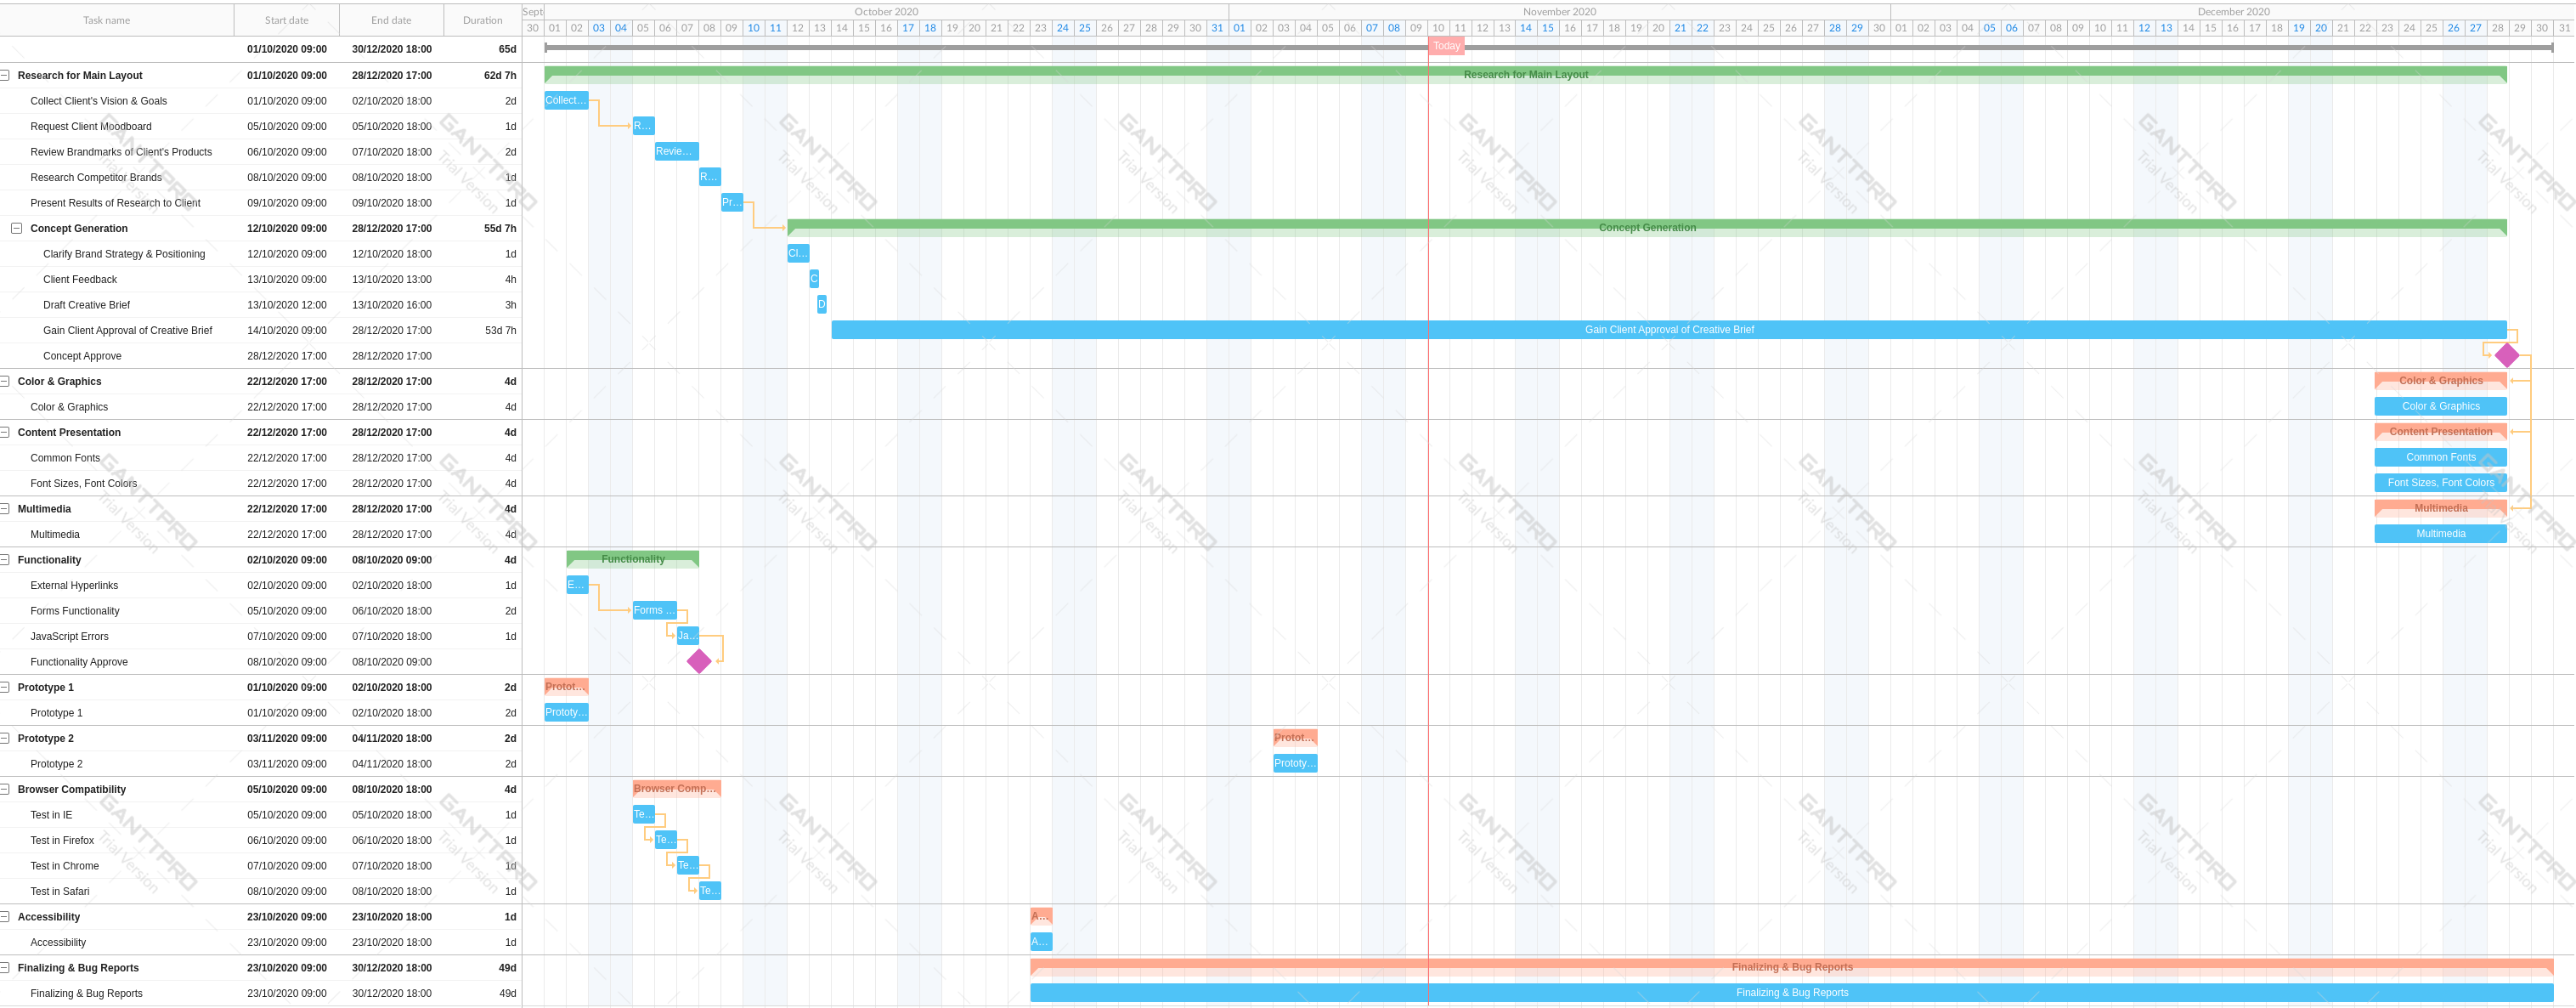 Task name Start date End date Duration Sept October 2020 November 2020 December 2020
30 01 02 03 04 05 06 07 08 09 10 11 12 13 14 15 16 17 18 19 20 21 22 23 24 25 26 27 28 29 30 31 01 02 03 04 05 06 07 08 09 10 11 12 13 14 15 16 17 18 19 20 21 22 23 24 25 26 27 28 29 30 01 02 03 04 05 06 07 08 09 10 11 12 13 14 15 16 17 18 19 20 21 22 23 24 25 26 27 28 29 30 31
01/10/2020 09:00 30/12/2020 18:00 65d Today
Research for Main Layout 01/10/2020 09:00 28/12/2020 17:00 62d 7h Research for Main Layout
Collect Client's Vision & Goals 01/10/2020 09:00 02/10/2020 18:00 2d Collect...
Request Client Moodboard 05/10/2020 09:00 05/10/2020 18:00 1d R...
Review Brandmarks of Client's Products 06/10/2020 09:00 07/10/2020 18:00 2d Revie...
Research Competitor Brands 08/10/2020 09:00 08/10/2020 18:00 1d R...
Present Results of Research to Client 09/10/2020 09:00 09/10/2020 18:00 1d Pr...
Concept Generation 12/10/2020 09:00 28/12/2020 17:00 55d 7h Concept Generation
Clarify Brand Strategy & Positioning 12/10/2020 09:00 12/10/2020 18:00 1d Cl...
Client Feedback 13/10/2020 09:00 13/10/2020 13:00 4h C
Draft Creative Brief 13/10/2020 12:00 13/10/2020 16:00 3h D
Gain Client Approval of Creative Brief 14/10/2020 09:00 28/12/2020 17:00 53d 7h Gain Client Approval of Creative Brief
Concept Approve 28/12/2020 17:00 28/12/2020 17:00
Color & Graphics 22/12/2020 17:00 28/12/2020 17:00 4d Color & Graphics
Color & Graphics 22/12/2020 17:00 28/12/2020 17:00 4d Color & Graphics
Content Presentation 22/12/2020 17:00 28/12/2020 17:00 4d Content Presentation
Common Fonts 22/12/2020 17:00 28/12/2020 17:00 4d Common Fonts
Font Sizes, Font Colors 22/12/2020 17:00 28/12/2020 17:00 4d Font Sizes, Font Colors
Multimedia 22/12/2020 17:00 28/12/2020 17:00 4d Multimedia
Multimedia 22/12/2020 17:00 28/12/2020 17:00 4d Multimedia
Functionality 02/10/2020 09:00 08/10/2020 09:00 4d Functionality
External Hyperlinks 02/10/2020 09:00 02/10/2020 18:00 1d E...
Forms Functionality 05/10/2020 09:00 06/10/2020 18:00 2d Forms ...
JavaScript Errors 07/10/2020 09:00 07/10/2020 18:00 1d Ja...
Functionality Approve 08/10/2020 09:00 08/10/2020 09:00
Prototype 1 01/10/2020 09:00 02/10/2020 18:00 2d Protot...
Prototype 1 01/10/2020 09:00 02/10/2020 18:00 2d Prototy...
Prototype 2 03/11/2020 09:00 04/11/2020 18:00 2d Protot...
Prototype 2 03/11/2020 09:00 04/11/2020 18:00 2d Prototy...
Browser Compatibility 05/10/2020 09:00 08/10/2020 18:00 4d Browser Comp...
Test in IE 05/10/2020 09:00 05/10/2020 18:00 1d Te...
Test in Firefox 06/10/2020 09:00 06/10/2020 18:00 1d Te...
Test in Chrome 07/10/2020 09:00 07/10/2020 18:00 1d Te...
Test in Safari 08/10/2020 09:00 08/10/2020 18:00 1d Te...
Accessibility 23/10/2020 09:00 23/10/2020 18:00 1d A...
Accessibility 23/10/2020 09:00 23/10/2020 18:00 1d A...
Finalizing & Bug Reports 23/10/2020 09:00 30/12/2020 18:00 49d Finalizing & Bug Reports
Finalizing & Bug Reports 23/10/2020 09:00 30/12/2020 18:00 49d Finalizing & Bug Reports
GANTTPRO
Trial Version